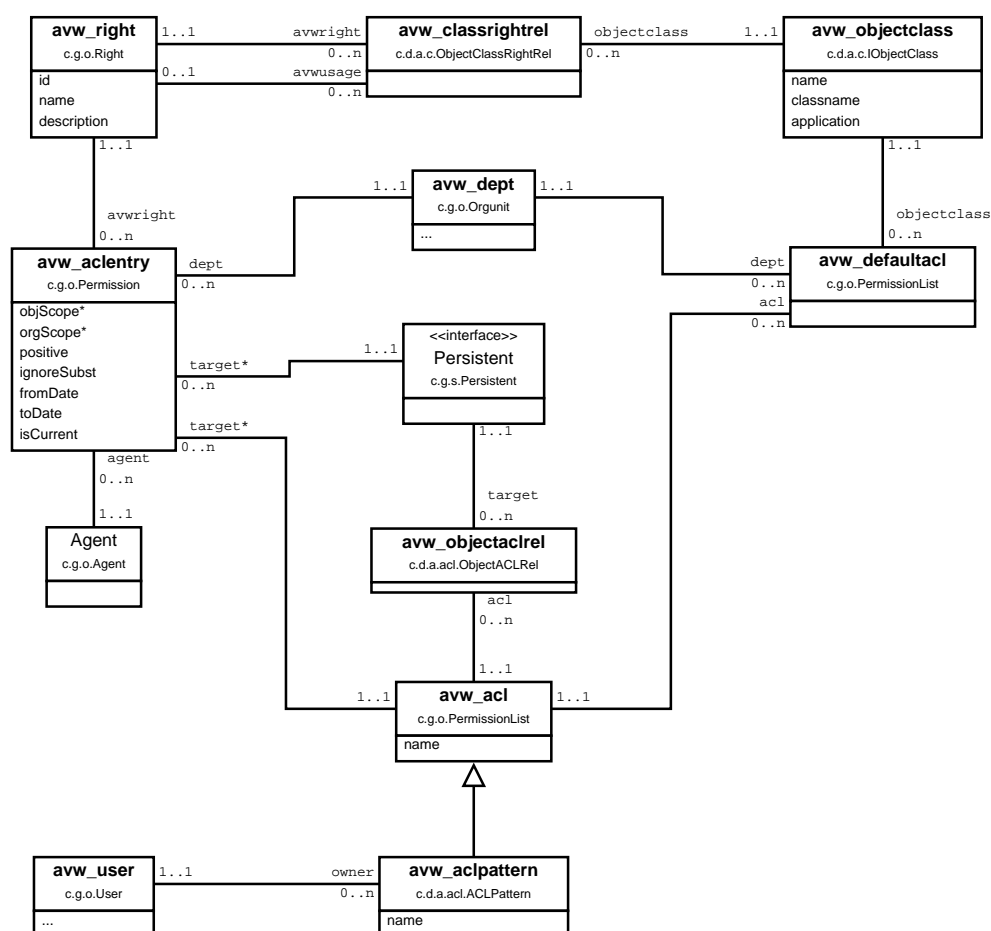 avw_right
c.g.o.Right
id
name
description
1..1
avwright
0..n
0..1
avwusage
0..n
avw_classrightrel
c.d.a.c.ObjectClassRightRel
objectclass
0..n
1..1
avw_objectclass
c.d.a.c.IObjectClass
name
classname
application
1..1
avwright
0..n
1..1
objectclass
0..n
1..1
avw_dept
c.g.o.Orgunit
...
1..1
avw_aclentry
c.g.o.Permission
objScope*
orgScope*
positive
ignoreSubst
fromDate
toDate
isCurrent
dept
0..n
dept
0..n
acl
0..n
avw_defaultacl
c.g.o.PermissionList
target*
0..n
1..1
<<interface>>
Persistent
c.g.s.Persistent
target*
0..n
1..1
agent
0..n
1..1
Agent
c.g.o.Agent
target
0..n
avw_objectaclrel
c.d.a.acl.ObjectACLRel
acl
0..n
1..1
1..1
avw_acl
c.g.o.PermissionList
name
1..1
avw_user
c.g.o.User
...
1..1
owner
0..n
avw_aclpattern
c.d.a.acl.ACLPattern
name